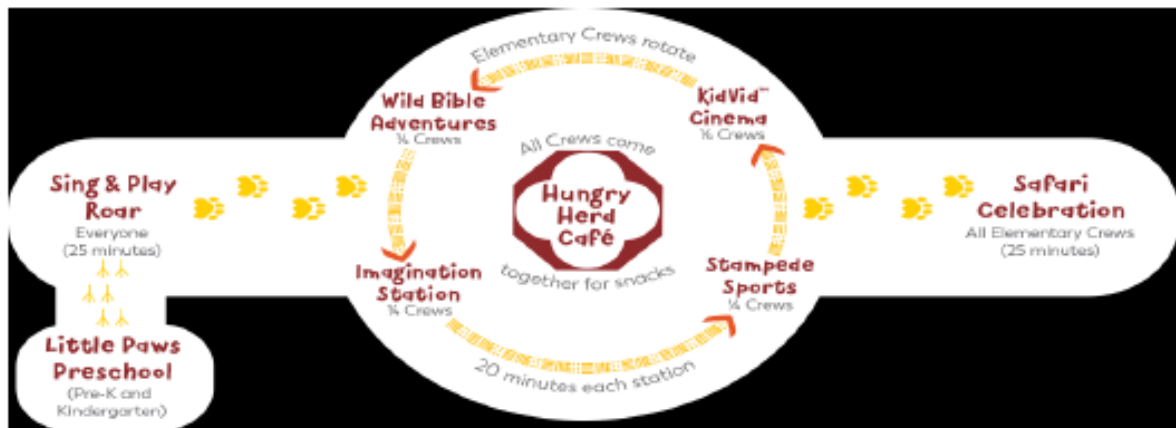 Elementary Crews rotate
Wild Bible
Adventures
¼ Crews
KidVid™
Cinema
¼ Crews
All Crews come
Hungry
Herd
Café
together for snacks
Sing & Play
Roar
Everyone
(25 minutes)
Safari
Celebration
All Elementary Crews
(25 minutes)
Imagination
Station
¼ Crews
Stampede
Sports
¼ Crews
20 minutes each station
Little Paws
Preschool
(Pre-K and
Kindergarten)